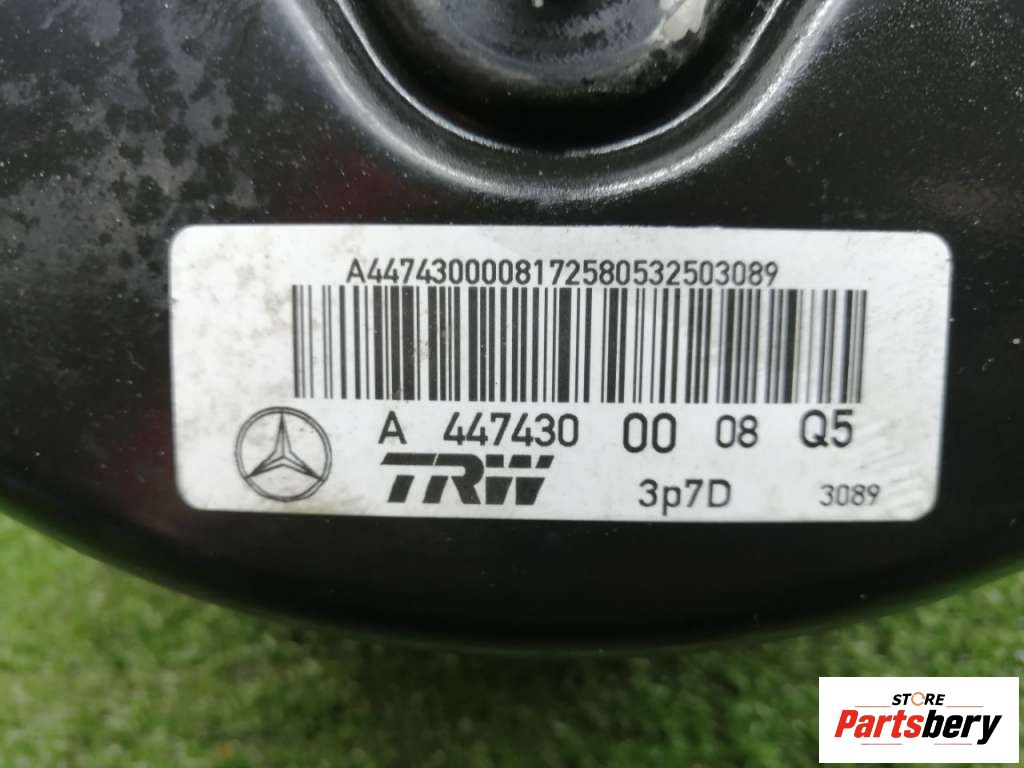 A4474300008172580532503089
A 447430 00 08 Q5
TRW 3p7D 3089
STORE
Partsbery